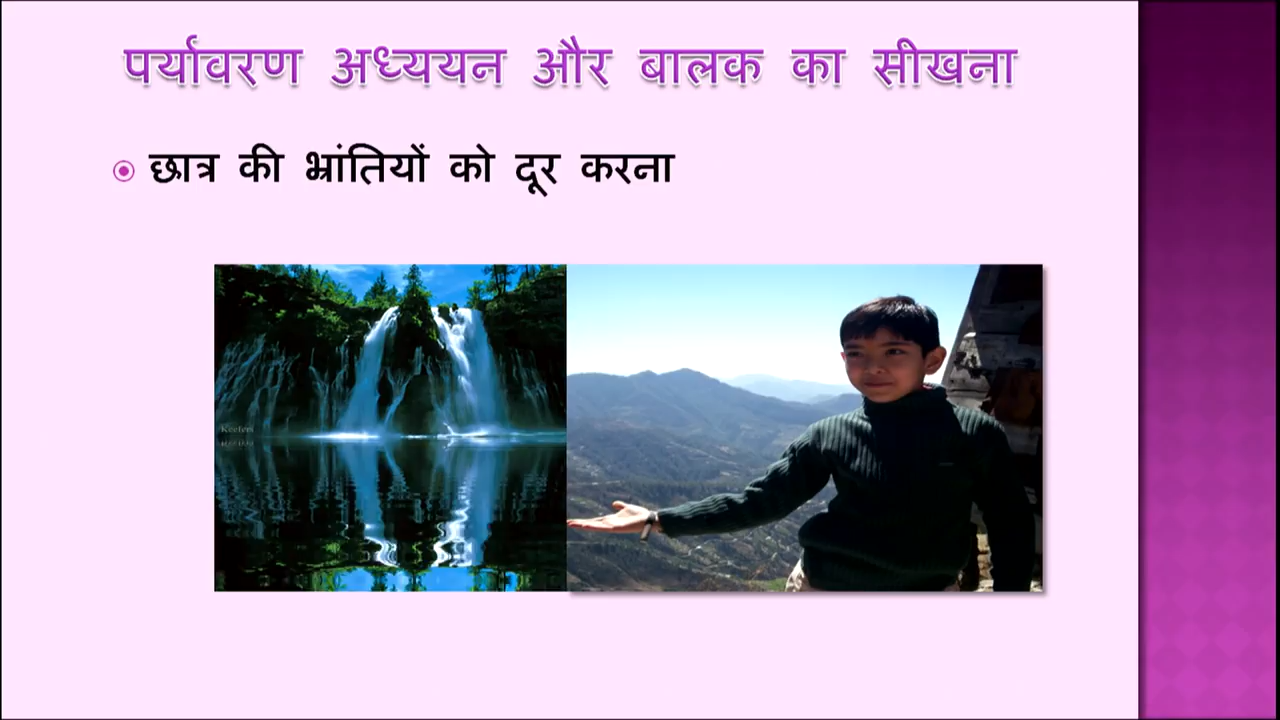 पर्यावरण अध्ययन और बालक का सीखना
छात्र की भ्रांतियों को दूर करना